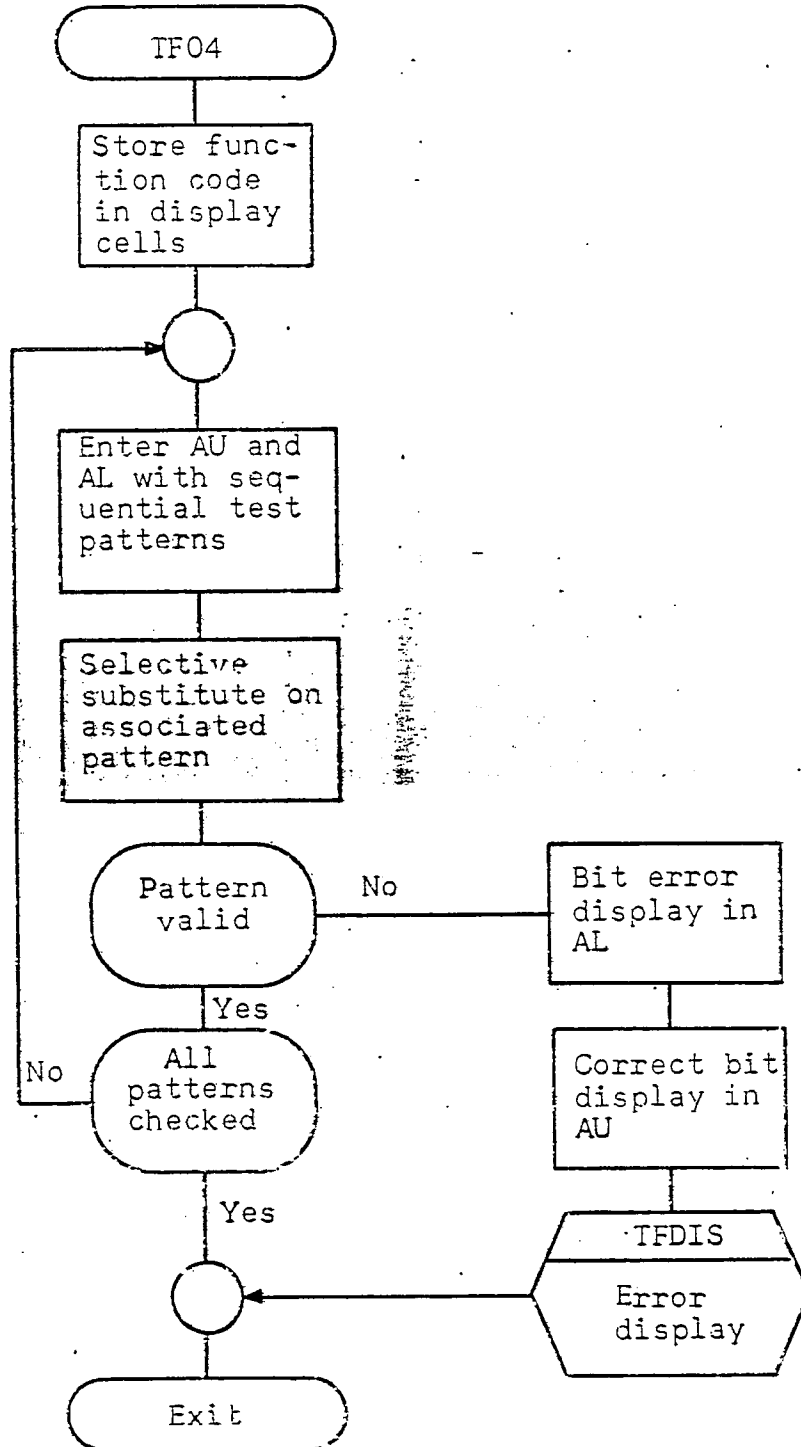 TF04
Store func-
tion code
in display
cells
Enter AU and
AL with seq-
uential test
patterns
Selective
substitute on
associated
pattern
Pattern
valid
No
Bit error
display in
AL
Yes
All
patterns
checked
No
Correct bit
display in
AU
Yes
TFDIS
Error
display
Exit